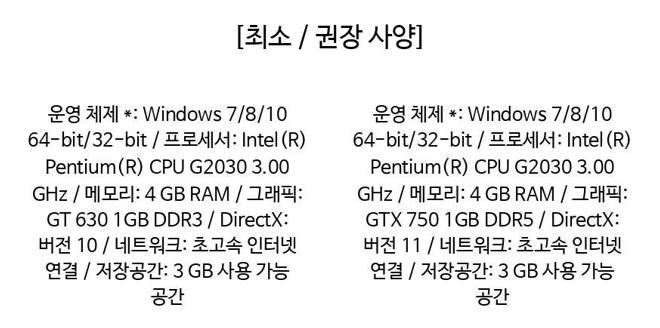 [최소 / 권장 사양]
운영 체제 *: Windows 7/8/10
64-bit/32-bit / 프로세서: Intel(R)
Pentium(R) CPU G2030 3.00
GHz / 메모리: 4 GB RAM / 그래픽:
GT 630 1GB DDR3 / DirectX:
버전 10 / 네트워크: 초고속 인터넷
연결 / 저장공간: 3 GB 사용 가능
공간
운영 체제 *: Windows 7/8/10
64-bit/32-bit / 프로세서: Intel(R)
Pentium(R) CPU G2030 3.00
GHz / 메모리: 4 GB RAM / 그래픽:
GTX 750 1GB DDR5 / DirectX:
버전 11 / 네트워크: 초고속 인터넷
연결 / 저장공간: 3 GB 사용 가능
공간